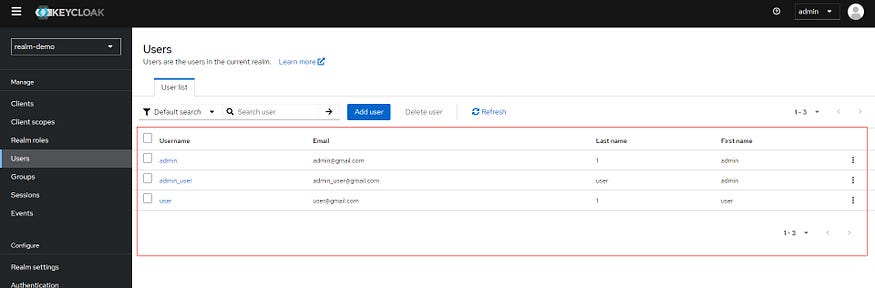 KEYCLOAK
admin
realm-demo
Manage
Clients
Client scopes
Realm roles
Users
Groups
Sessions
Events
Configure
Realm settings
Authentication
Users
Users are the users in the current realm. Learn more
User list
Default search Search user Add user Delete user Refresh 1 - 3
Username Email Last name First name
admin admin@gmail.com 1 admin
admin_user admin_user@gmail.com user admin
user user@gmail.com 1 user
1 - 3